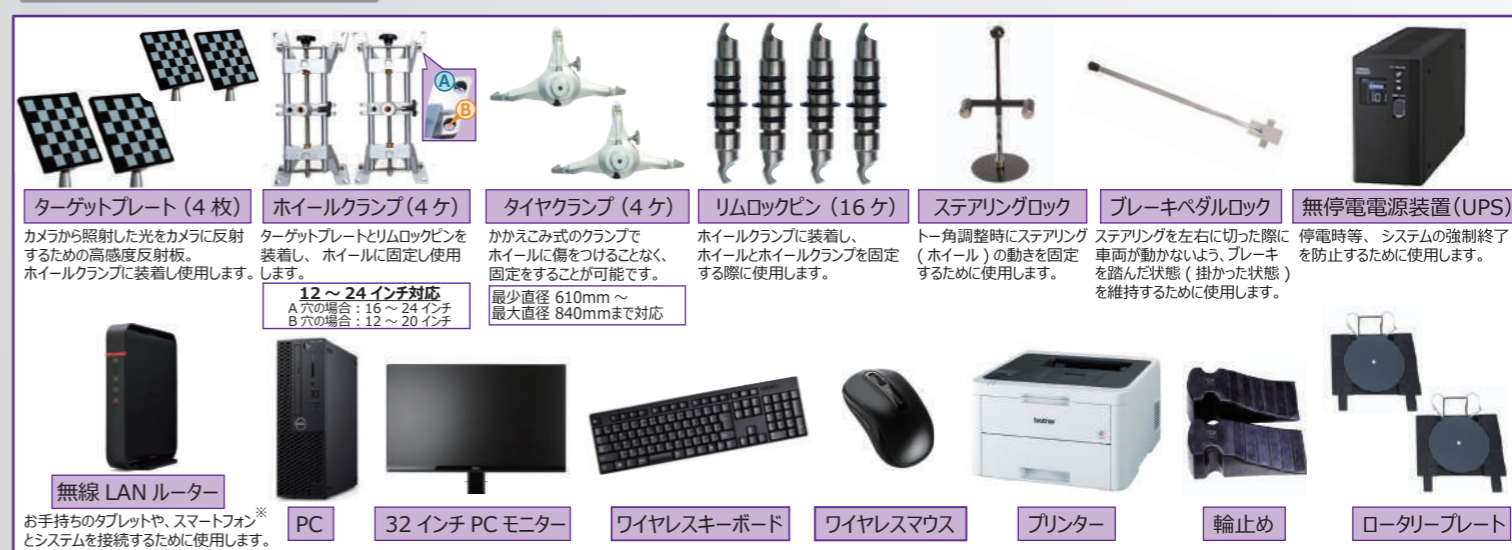 A
B
ターゲットプレート（4 枚）
カメラから照射した光をカメラに反射
するための高感度反射板。
ホイールクランプに装着し使用します。
ホイールクランプ（4 ケ）
ターゲットプレートとリムロックピンを
装着し、 ホイールに固定し使用
します。
12 ～ 24 インチ対応
A 穴の場合：16 ～ 24 インチ
B 穴の場合：12 ～ 20 インチ
タイヤクランプ（4 ケ）
かかえこみ式のクランプで
ホイールに傷をつけることなく、
固定をすることが可能です。
最少直径 610mm ～
最大直径 840mmまで対応
リムロックピン（16 ケ）
ホイールクランプに装着し、
ホイールとホイールクランプを固定
する際に使用します。
ステアリングロック
トー角調整時にステアリング
( ホイール ) の動きを固定
するために使用します。
ブレーキペダルロック
ステアリングを左右に切った際に
車両が動かないよう、ブレーキ
を踏んだ状態 ( 掛かった状態 )
を維持するために使用します。
無停電電源装置(UPS)
停電時等、 システムの強制終了
を防止するために使用します。
無線 LAN ルーター
お手持ちのタブレットや、スマートフォン※
とシステムを接続するために使用します。
PC
32 インチ PC モニター
ワイヤレスキーボード
ワイヤレスマウス
brother
プリンター
輪止め
ロータリープレート